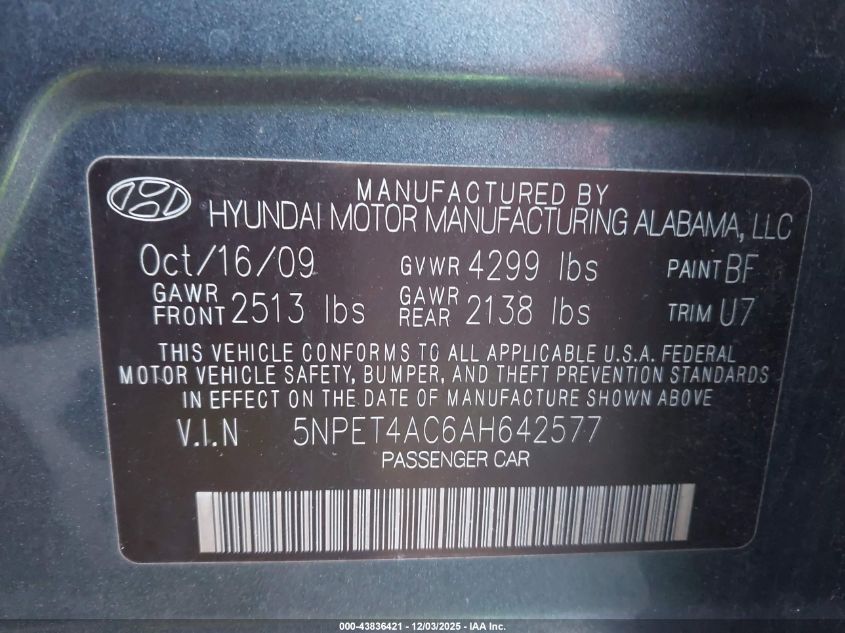 MANUFACTURED BY
HYUNDAI MOTOR MANUFACTURING ALABAMA, LLC
Oct/16/09 GVWR 4299 lbs PAINT BF
GAWR FRONT 2513 lbs GAWR REAR 2138 lbs TRIM U7
THIS VEHICLE CONFORMS TO ALL APPLICABLE U.S.A. FEDERAL
MOTOR VEHICLE SAFETY, BUMPER, AND THEFT PREVENTION STANDARDS
IN EFFECT ON THE DATE OF MANUFACTURE SHOWN ABOVE
V.I.N 5NPET4AC6AH642577
PASSENGER CAR
000-43836421 - 12/03/2025 - IAA Inc.